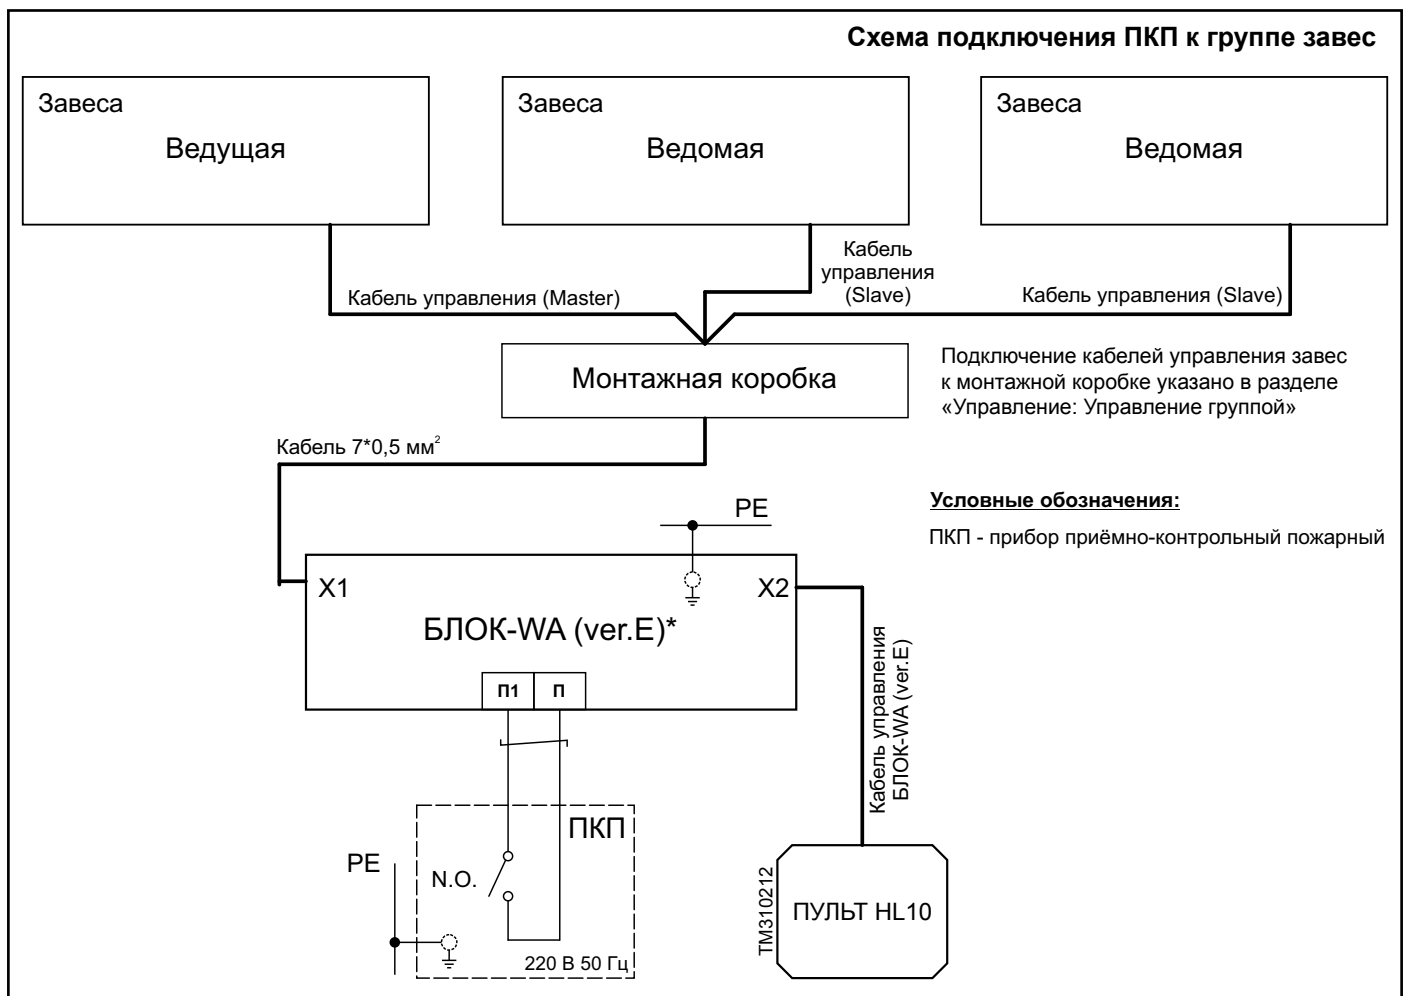 Схема подключения ПКП к группе завес
Завеса
Ведущая
Завеса
Ведомая
Завеса
Ведомая
Кабель управления (Master)
Кабель
управления
(Slave)
Кабель управления (Slave)
Монтажная коробка
Подключение кабелей управления завес
к монтажной коробке указано в разделе
«Управление: Управление группой»
Кабель 7*0,5 мм²
Условные обозначения:
ПКП - прибор приёмно-контрольный пожарный
PE
X1
X2
БЛОК-WA (ver.E)*
П1
П
Кабель управления
БЛОК-WA (ver.E)
ПКП
PE
N.O.
220 В 50 Гц
TM310212
ПУЛЬТ HL10